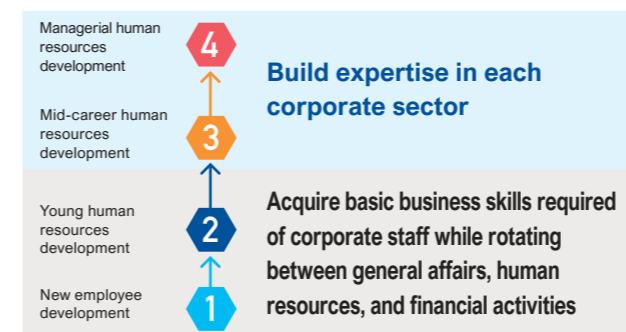 Managerial human
resources
development
4
Build expertise in each
corporate sector
Mid-career human
resources
development
3
Young human
resources
development
2
Acquire basic business skills required
of corporate staff while rotating
between general affairs, human
resources, and financial activities
New employee
development
1